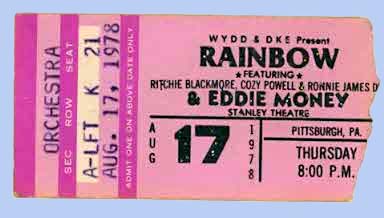 ORCHESTRA
SEC ROW SEAT
A-LFT K 21
AUG. 17, 1978
ADMIT ONE ON ABOVE DATE ONLY
WYDD & DKE Present
RAINBOW
★ FEATURING ★
RITCHIE BLACKMORE, COZY POWELL & RONNIE JAMES D
& EDDIE MONEY
STANLEY THEATRE
AUG
17
1978
PITTSBURGH, PA.
THURSDAY
8:00 P.M.